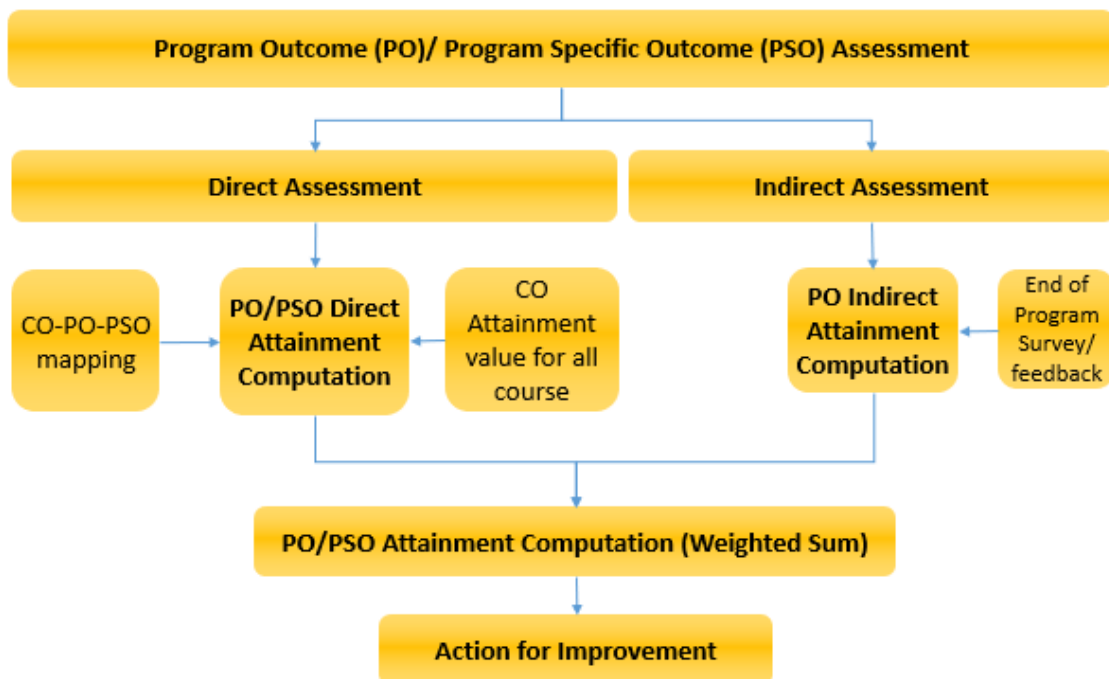 Program Outcome (PO)/ Program Specific Outcome (PSO) Assessment
Direct Assessment
Indirect Assessment
CO-PO-PSO
mapping
PO/PSO Direct
Attainment
Computation
CO
Attainment
value for all
course
PO Indirect
Attainment
Computation
End of
Program
Survey/
feedback
PO/PSO Attainment Computation (Weighted Sum)
Action for Improvement